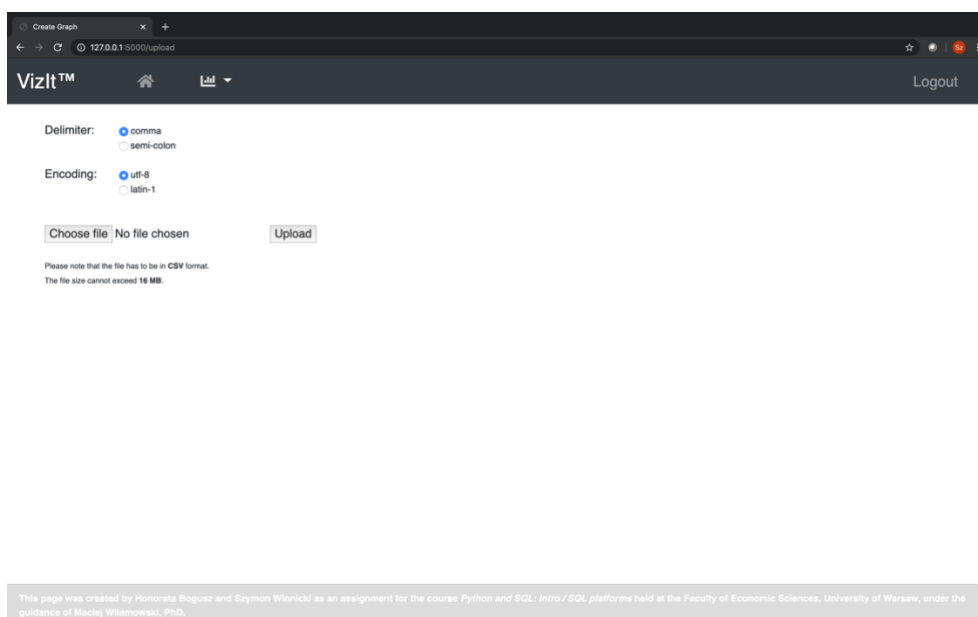 Create Graph
127.0.0.1:5000/upload
Sz
VizIt™
Logout
Delimiter:
comma
semi-colon
Encoding:
utf-8
latin-1
Choose file No file chosen
Upload
Please note that the file has to be in CSV format.
The file size cannot exceed 16 MB.
This page was created by Honorata Bogusz and Szymon Winnicki as an assignment for the course Python and SQL: intro / SQL platforms held at the Faculty of Economic Sciences, University of Warsaw, under the
guidance of Maciej Wilamowski, PhD.